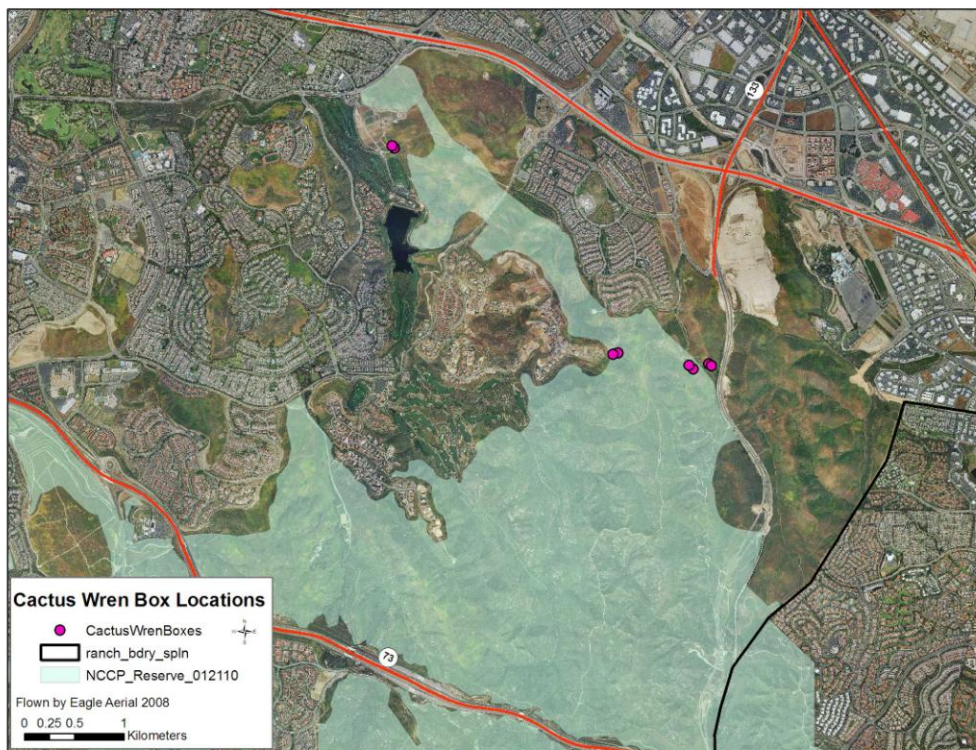 133
73
Cactus Wren Box Locations
CactusWrenBoxes
ranch_bdry_spln
NCCP_Reserve_012110
Flown by Eagle Aerial 2008
0 0.25 0.5 1
Kilometers